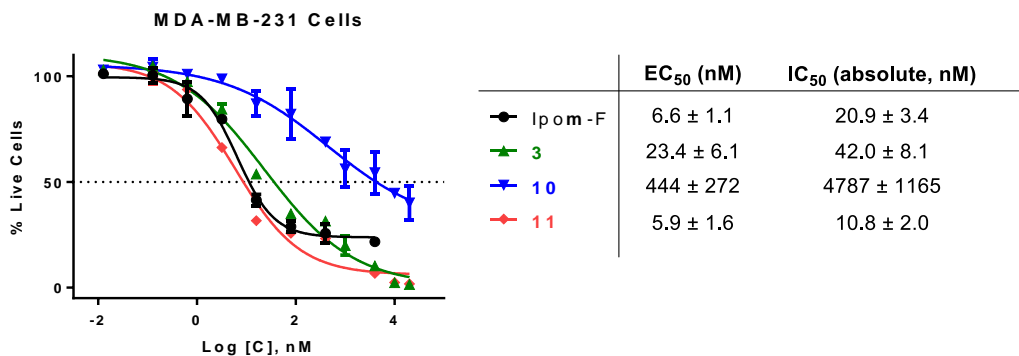 MDA-MB-231 Cells
% Live Cells
100
50
0
-2
0
2
4
Log [C], nM
Ipom-F
3
10
11
EC50 (nM) IC50 (absolute, nM)
6.6 ± 1.1 20.9 ± 3.4
23.4 ± 6.1 42.0 ± 8.1
444 ± 272 4787 ± 1165
5.9 ± 1.6 10.8 ± 2.0